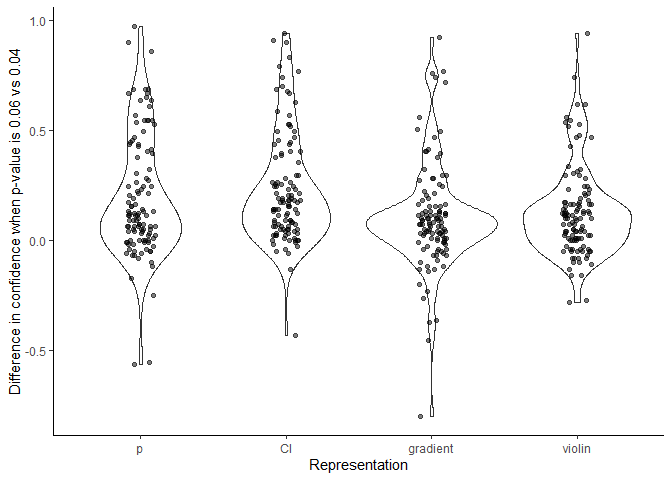 Difference in confidence when p-value is 0.06 vs 0.04
1.0
0.5
0.0
-0.5
p CI gradient violin
Representation